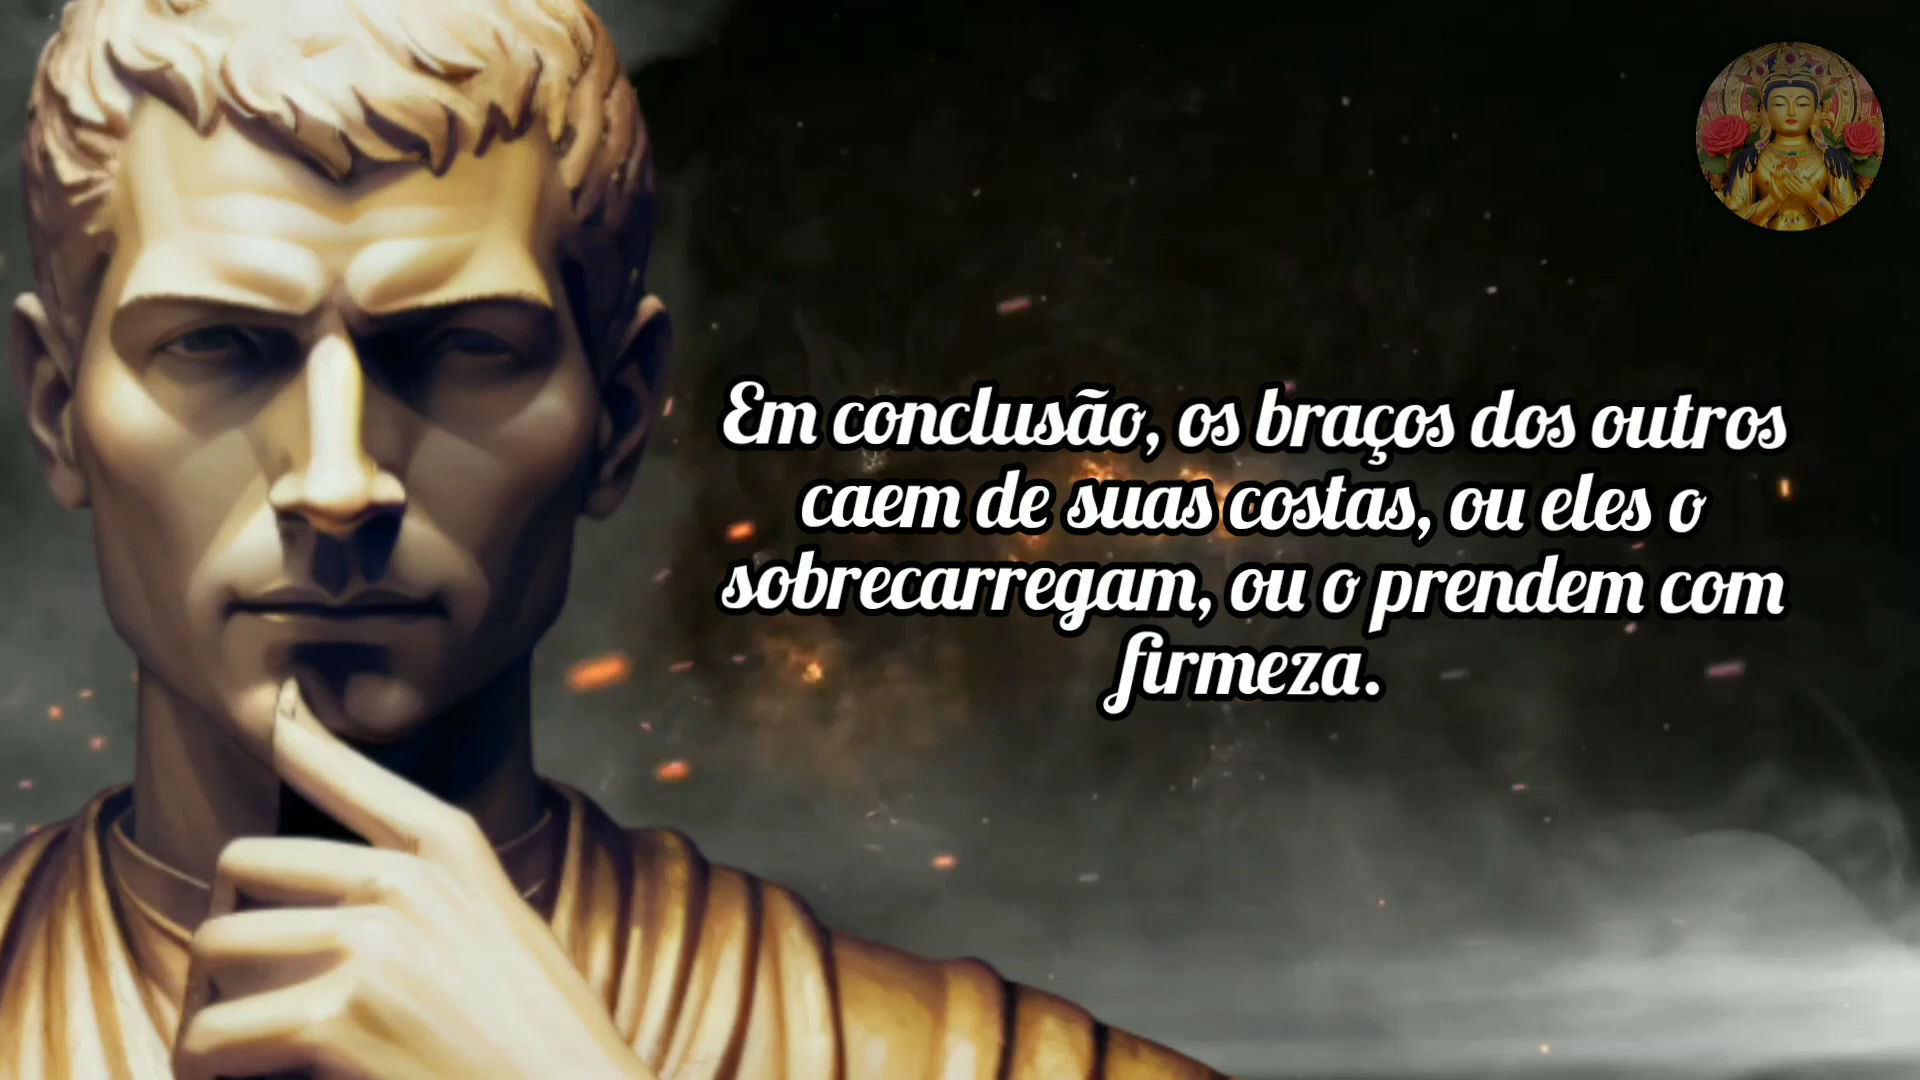 Em conclusão, os braços dos outros
caem de suas costas, ou eles o
sobrecarregam, ou o prendem com
firmeza.